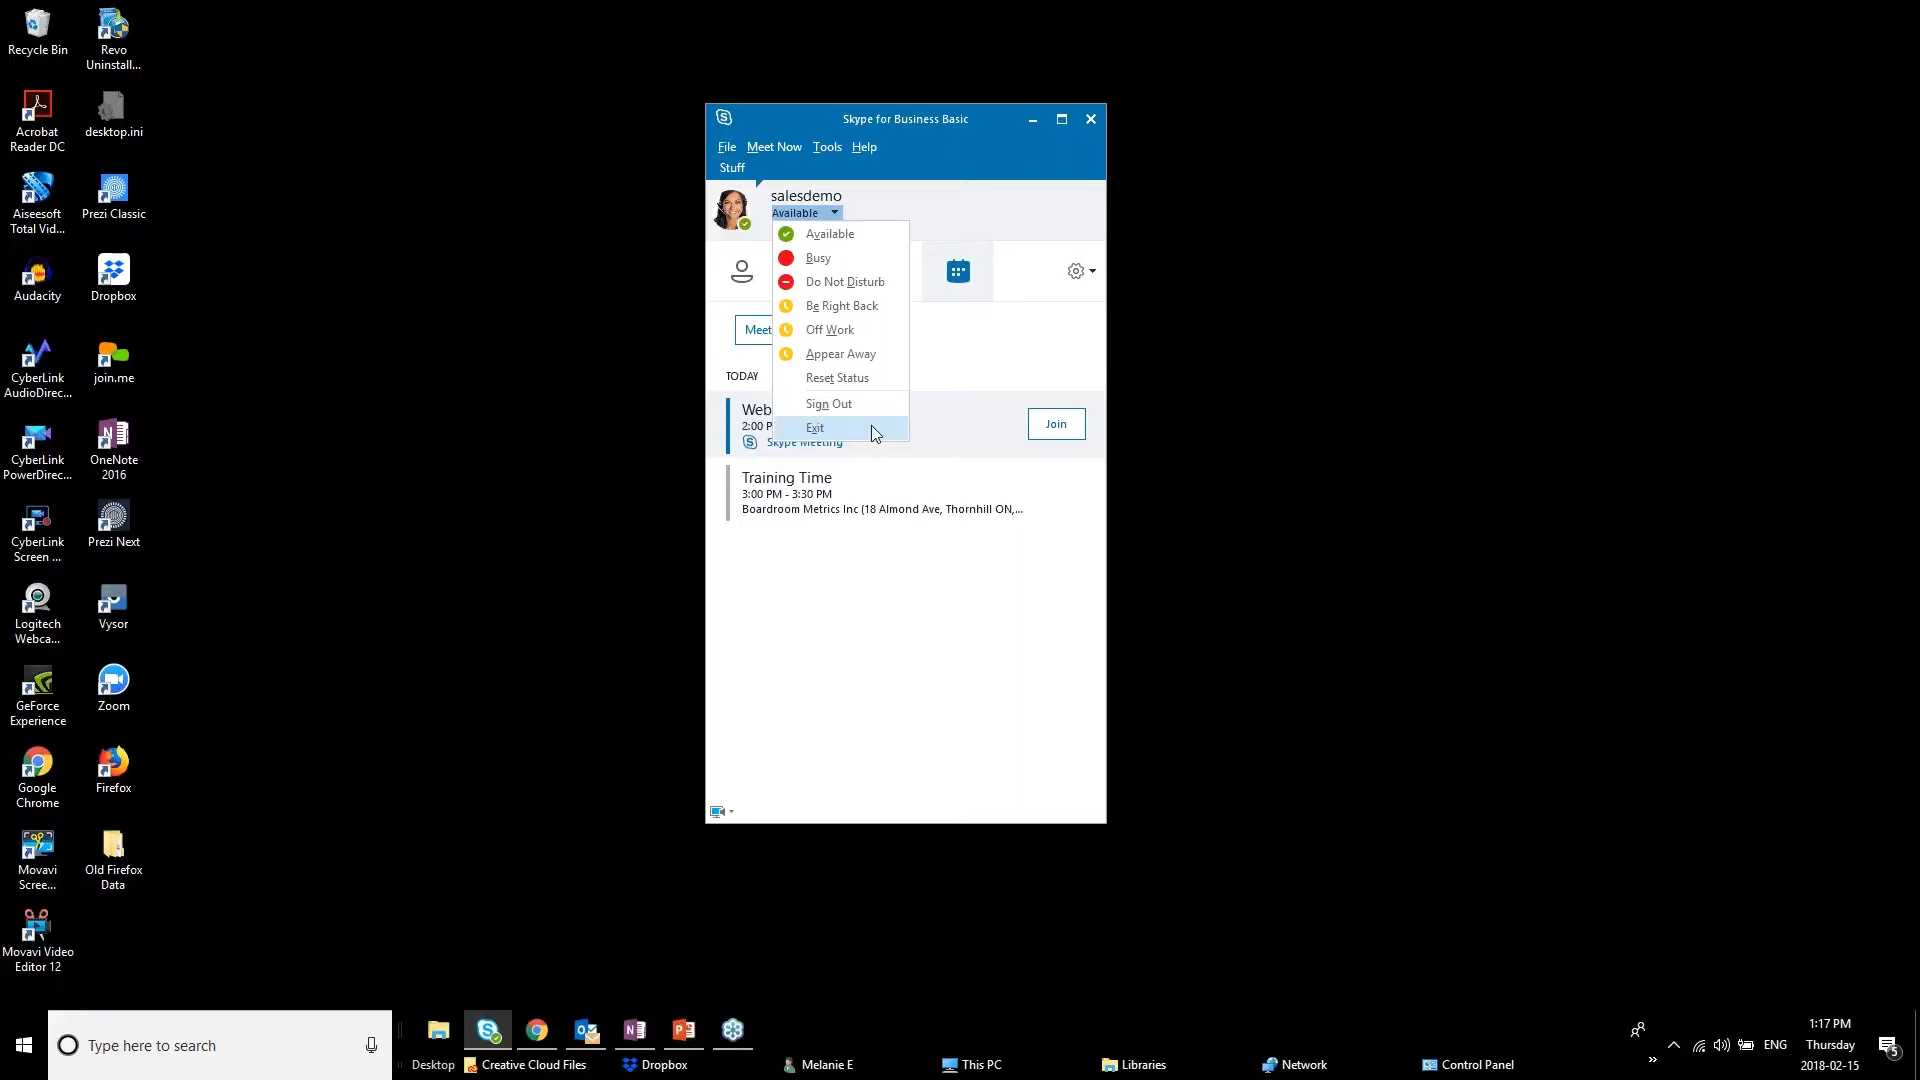 Recycle Bin
Revo
Uninstall...
Acrobat
Reader DC
desktop.ini
Aiseesoft
Total Vid...
Prezi Classic
Audacity
Dropbox
CyberLink
AudioDirec...
join.me
CyberLink
PowerDirec...
OneNote
2016
CyberLink
Screen ...
Prezi Next
Logitech
Webca...
Vysor
GeForce
Experience
Zoom
Google
Chrome
Firefox
Movavi
Scree...
Old Firefox
Data
Movavi Video
Editor 12
Skype for Business Basic
File Meet Now Tools Help
Stuff
salesdemo
Available
Available
Busy
Do Not Disturb
Be Right Back
Off Work
Appear Away
Reset Status
Sign Out
Exit
Meet
TODAY
Web
2:00 P
Skype Meeting
Join
Training Time
3:00 PM - 3:30 PM
Boardroom Metrics Inc (18 Almond Ave, Thornhill ON,...
Type here to search
Desktop
Creative Cloud Files
Dropbox
Melanie E
This PC
Libraries
Network
Control Panel
ENG
1:17 PM
Thursday
2018-02-15
5